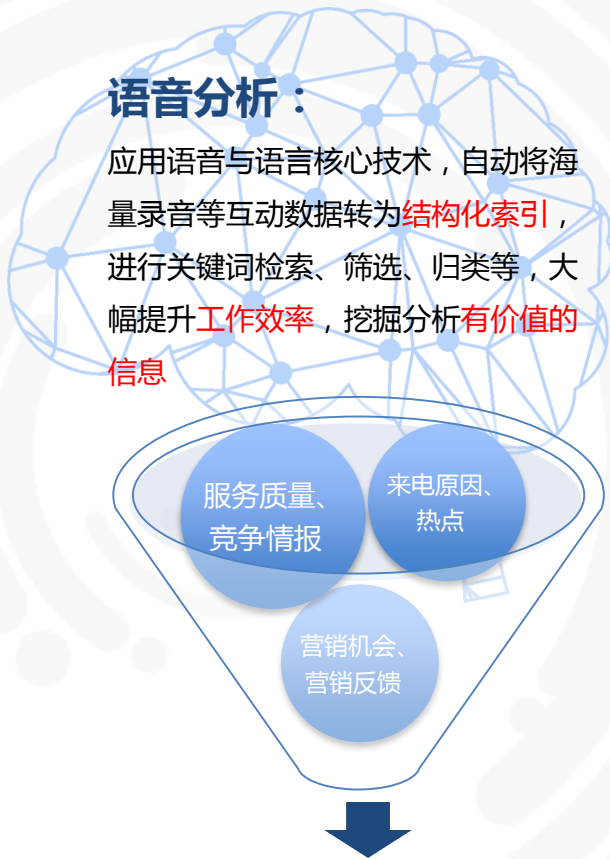 语音分析：
应用语音与语言核心技术，自动将海
量录音等互动数据转为结构化索引，
进行关键词检索、筛选、归类等，大
幅提升工作效率，挖掘分析有价值的
信息
服务质量、
竞争情报
来电原因、
热点
营销机会、
营销反馈